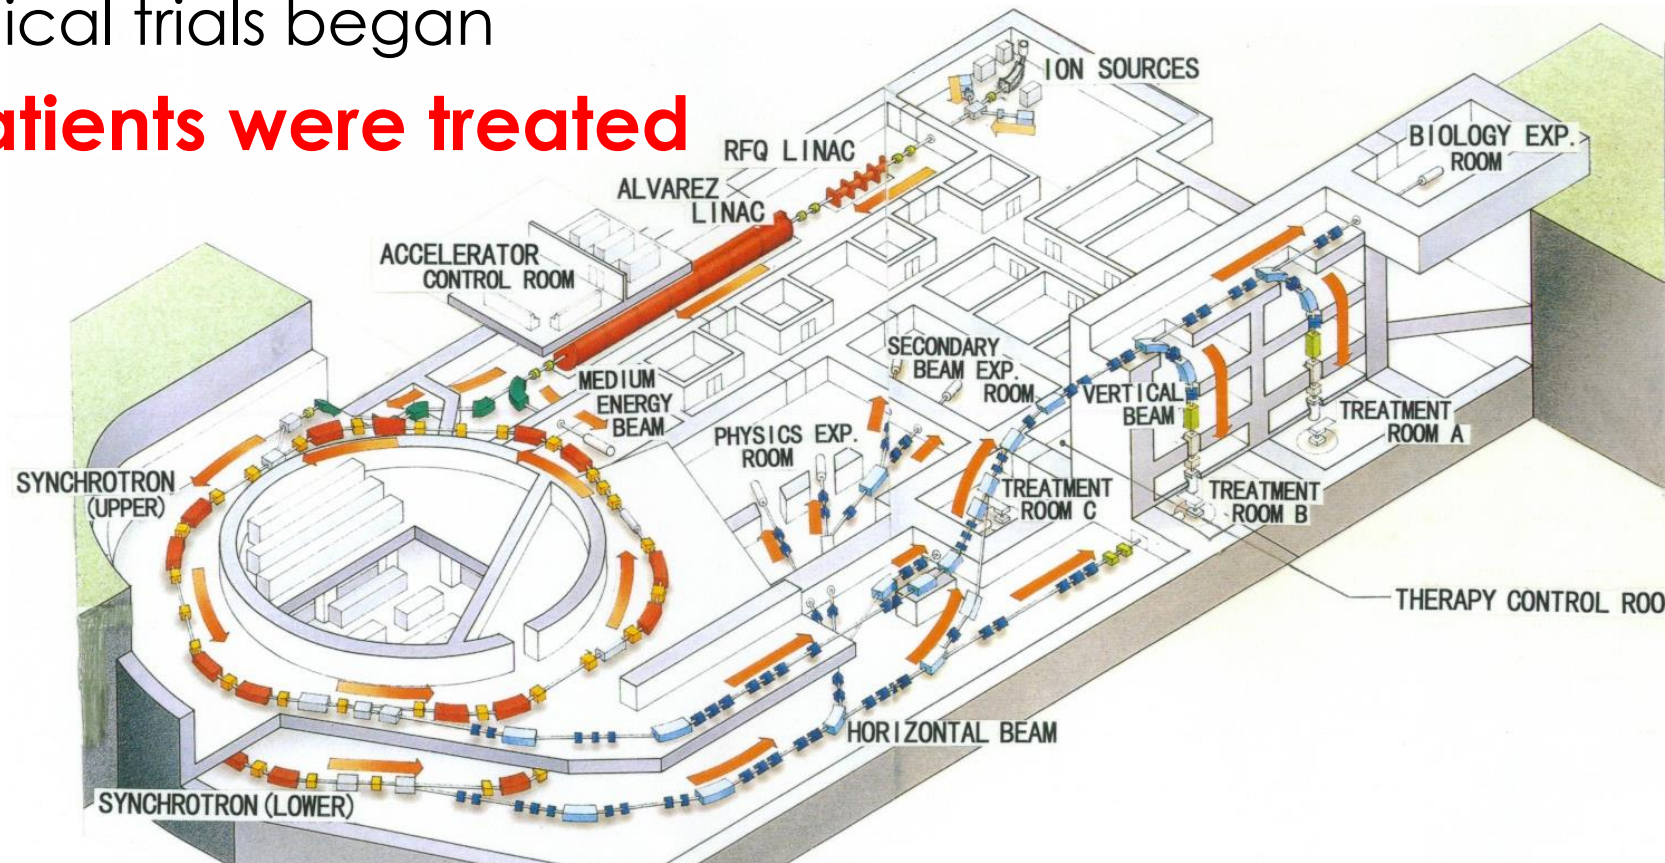 ical trials began
atients were treated
ION SOURCES
RFQ LINAC
ALVAREZ
LINAC
ACCELERATOR
CONTROL ROOM
BIOLOGY EXP.
ROOM
MEDIUM
ENERGY
BEAM
SECONDARY
BEAM EXP.
ROOM
VERTICAL
BEAM
TREATMENT
ROOM A
PHYSICS EXP.
ROOM
SYNCHROTRON
(UPPER)
TREATMENT
ROOM C
TREATMENT
ROOM B
THERAPY CONTROL ROO
HORIZONTAL BEAM
SYNCHROTRON (LOWER)